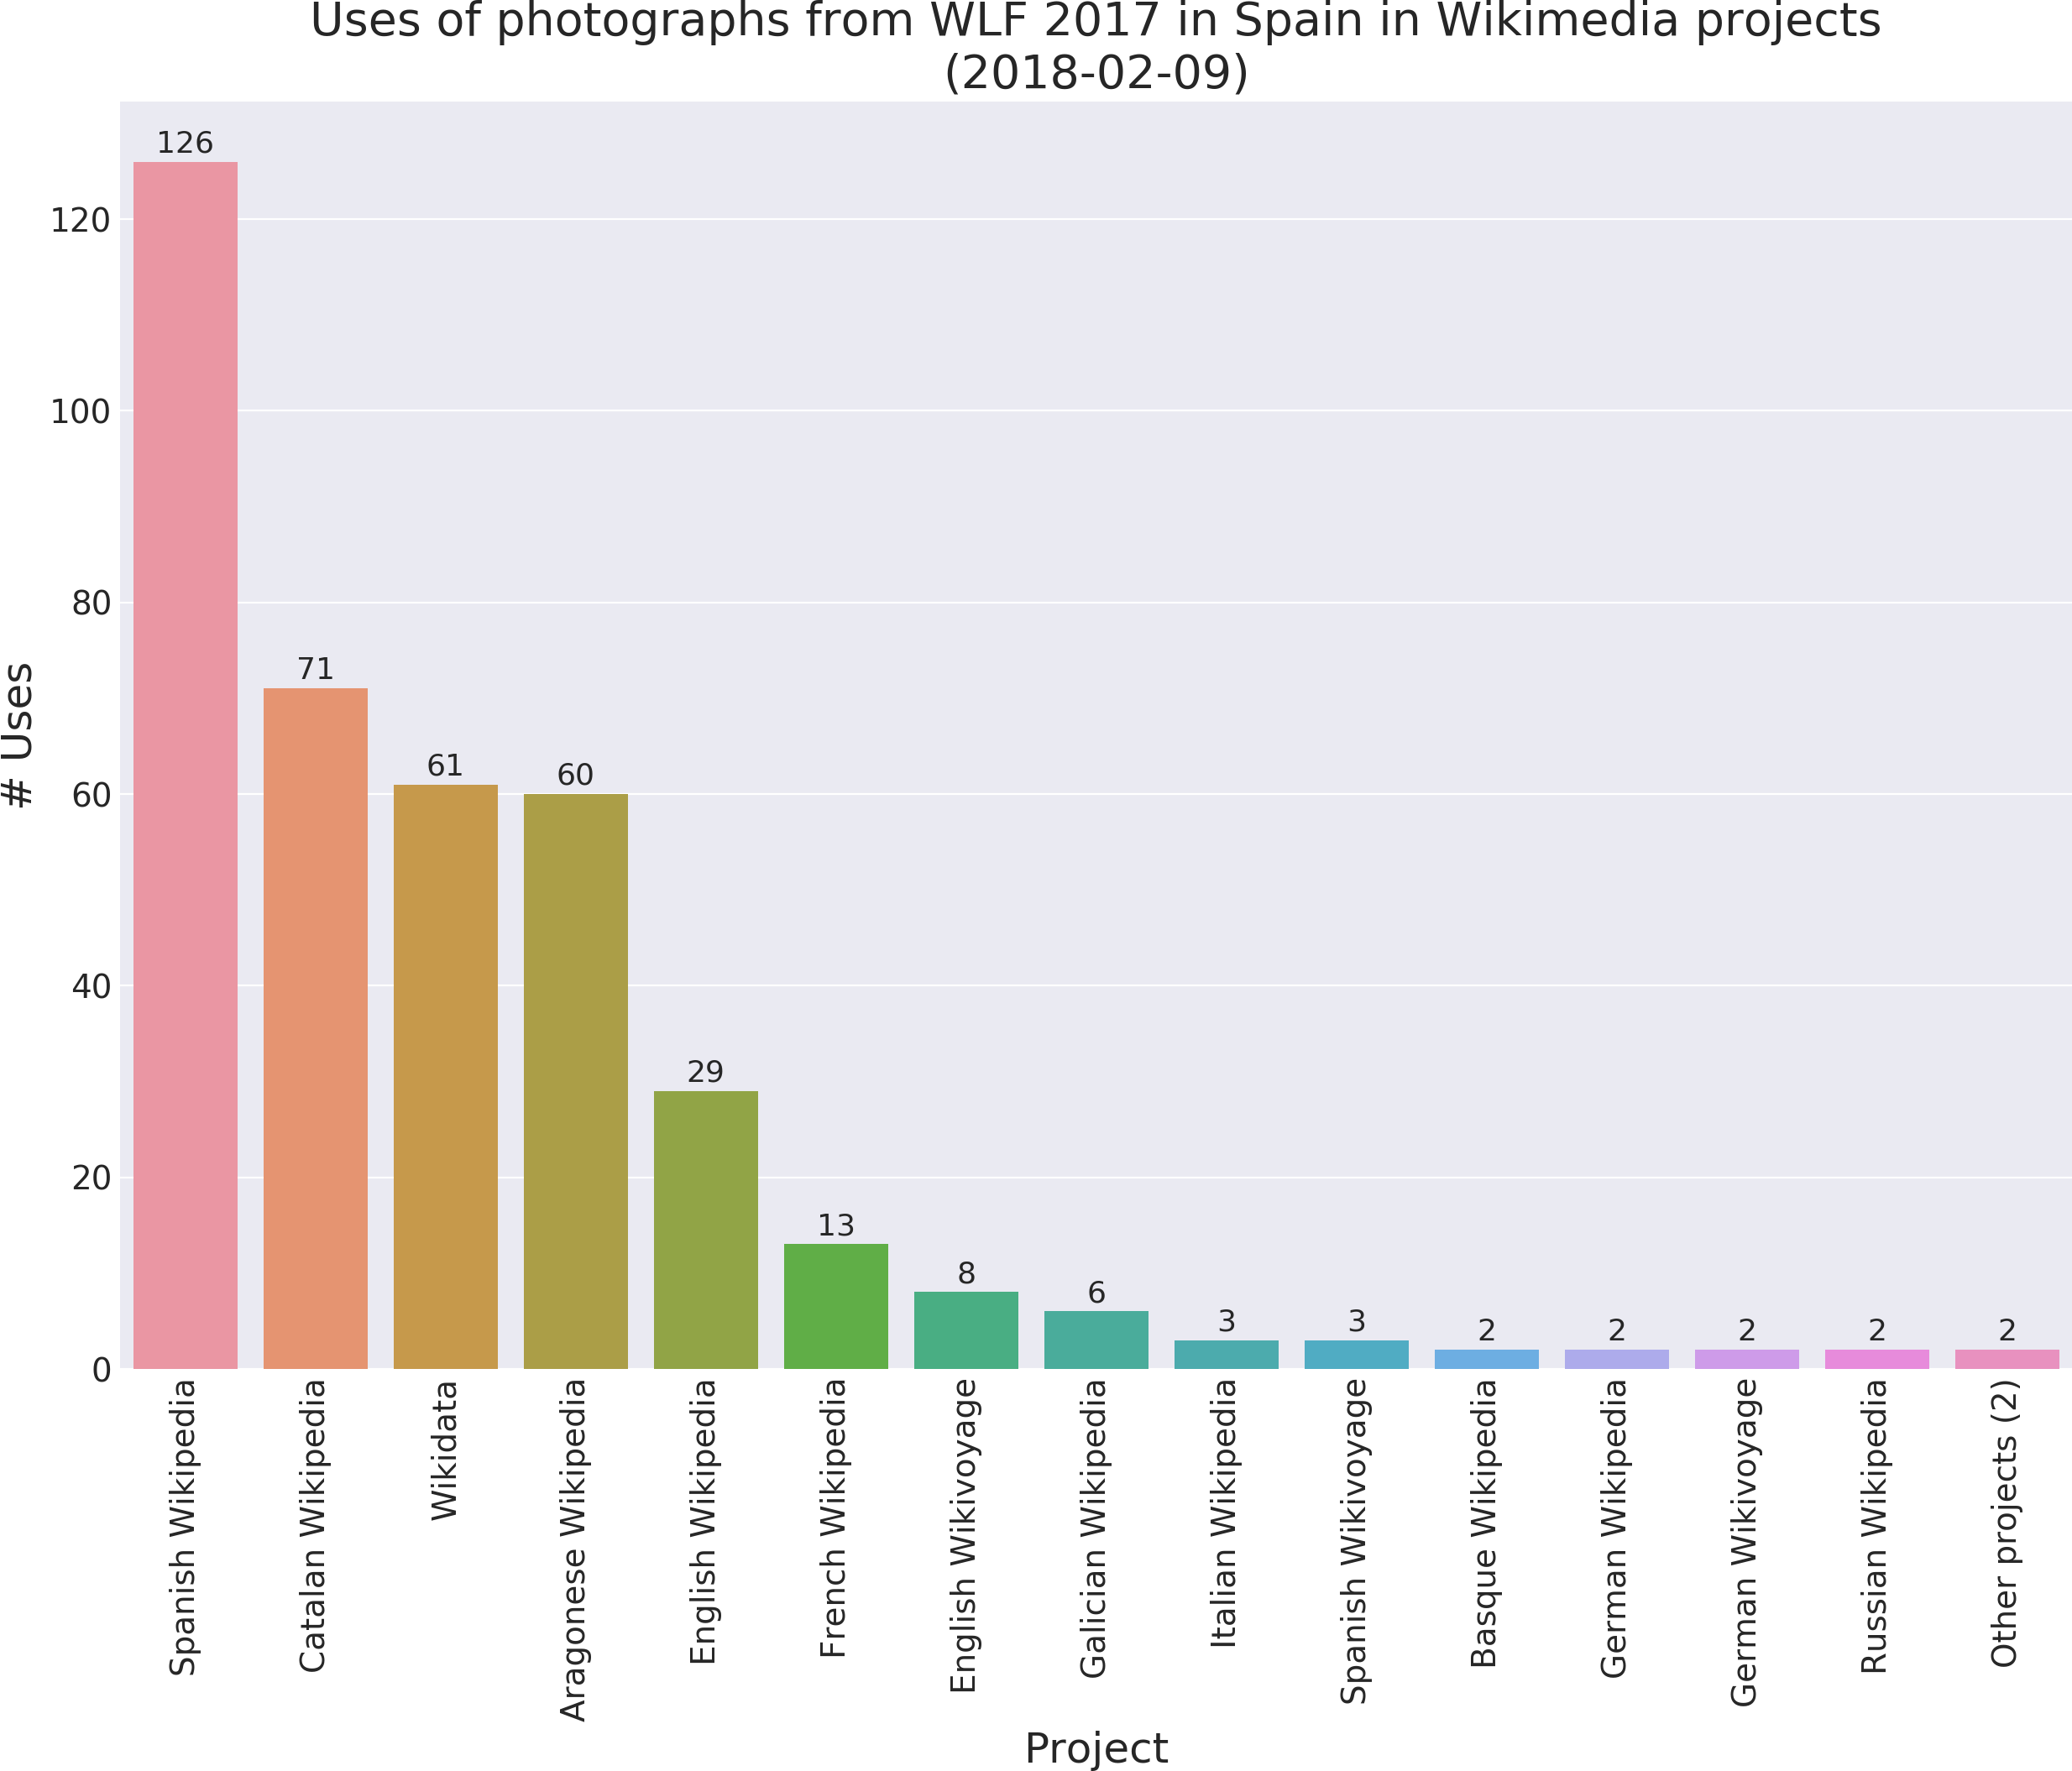 Uses of photographs from WLF 2017 in Spain in Wikimedia projects
(2018-02-09)
# Uses
120
100
80
60
40
20
0
126
71
61
60
29
13
8
6
3
3
2
2
2
2
2
Spanish Wikipedia
Catalan Wikipedia
Wikidata
Aragonese Wikipedia
English Wikipedia
French Wikipedia
English Wikivoyage
Galician Wikipedia
Italian Wikipedia
Spanish Wikivoyage
Basque Wikipedia
German Wikipedia
German Wikivoyage
Russian Wikipedia
Other projects (2)
Project